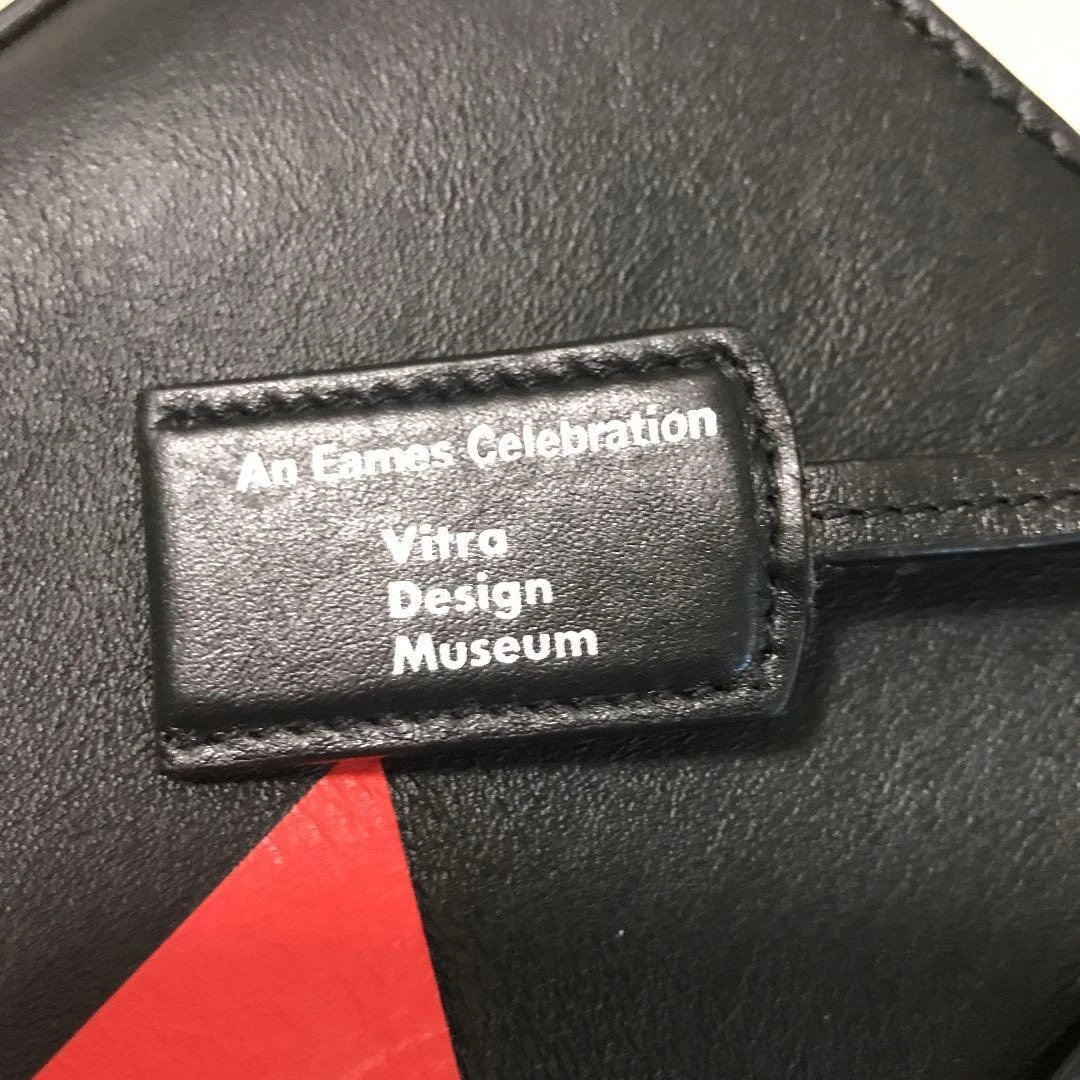 An Eames Celebration
Vitra
Design
Museum